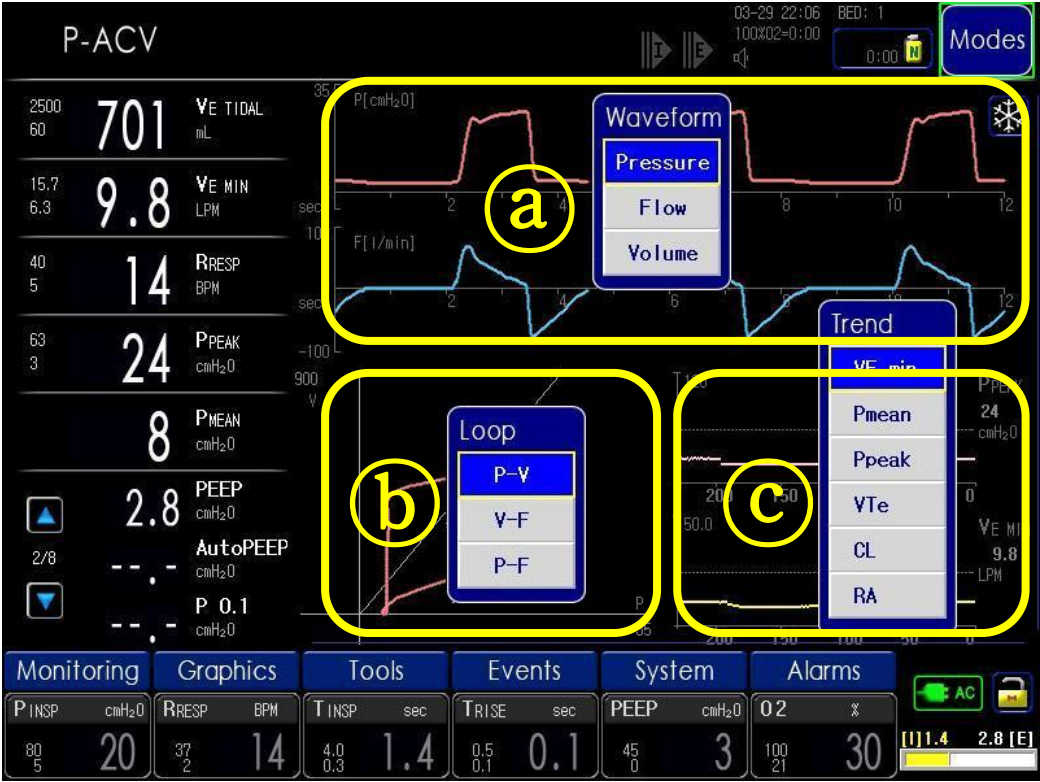 P-ACV
03-29 22:06 BED: 1
100%O2=0:00
I E
0:00 N
Modes
2500
60
701
VE TIDAL
mL
15.7
6.3
9.8
VE MIN
LPM
40
5
14
RRESP
BPM
63
3
24
PPEAK
cmH2O
8
PMEAN
cmH2O
2.8
PEEP
cmH2O
2/8
--.-
AutoPEEP
cmH2O
--.-
P 0.1
cmH2O
P[cmH2O]
sec
2 4 8 10 12
ⓐ
Waveform
Pressure
Flow
Volume
F[l/min]
sec
2 6 10 12
-100
900
V
P
ⓑ
Loop
P-V
V-F
P-F
Trend
VE min
Pmean
Ppeak
VTe
CL
RA
ⓒ
PPEAK
24
cmH2O
200 0
50.0
VE MI
9.8
LPM
200 150 100 50 0
Monitoring Graphics Tools Events System Alarms
PINSP cmH2O
80
5
20
RRESP BPM
37
2
14
TINSP sec
4.0
0.3
1.4
TRISE sec
0.5
0.1
0.1
PEEP cmH2O
45
0
3
O2 %
100
21
30
AC
[I]1.4 2.8 [E]